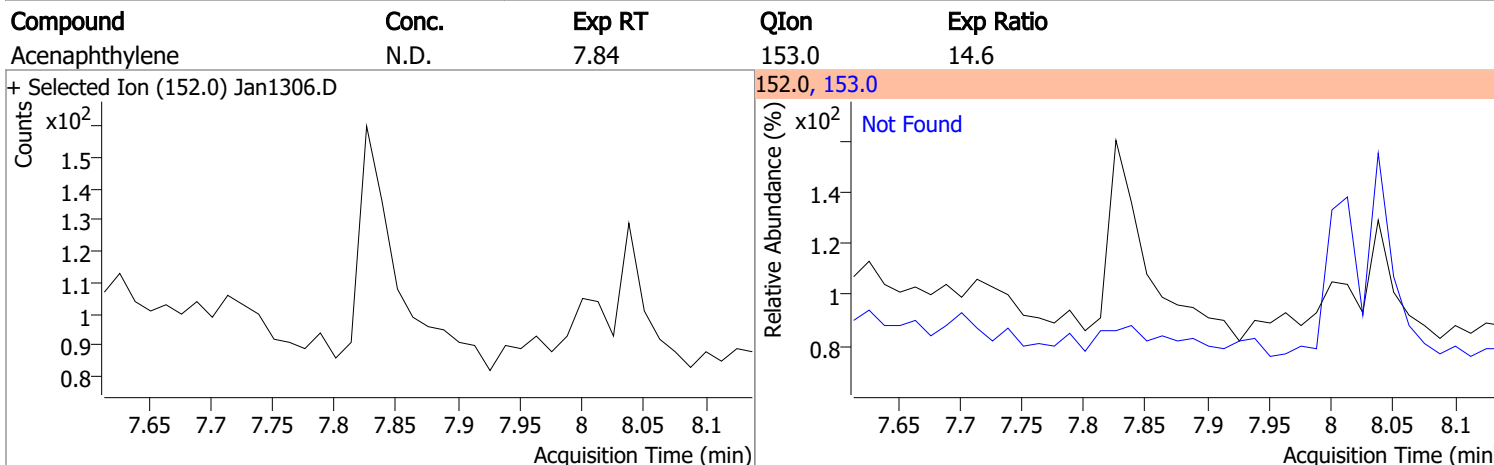 Compound Conc. Exp RT QIon Exp Ratio
Acenaphthylene N.D. 7.84 153.0 14.6
+ Selected Ion (152.0) Jan1306.D
Counts
x10²
1.5
1.4
1.3
1.2
1.1
1
0.9
0.8
7.65 7.7 7.75 7.8 7.85 7.9 7.95 8 8.05 8.1
Acquisition Time (min)
152.0, 153.0
Relative Abundance (%)
x10²
Not Found
1.4
1.2
1
0.8
7.65 7.7 7.75 7.8 7.85 7.9 7.95 8 8.05 8.1
Acquisition Time (min